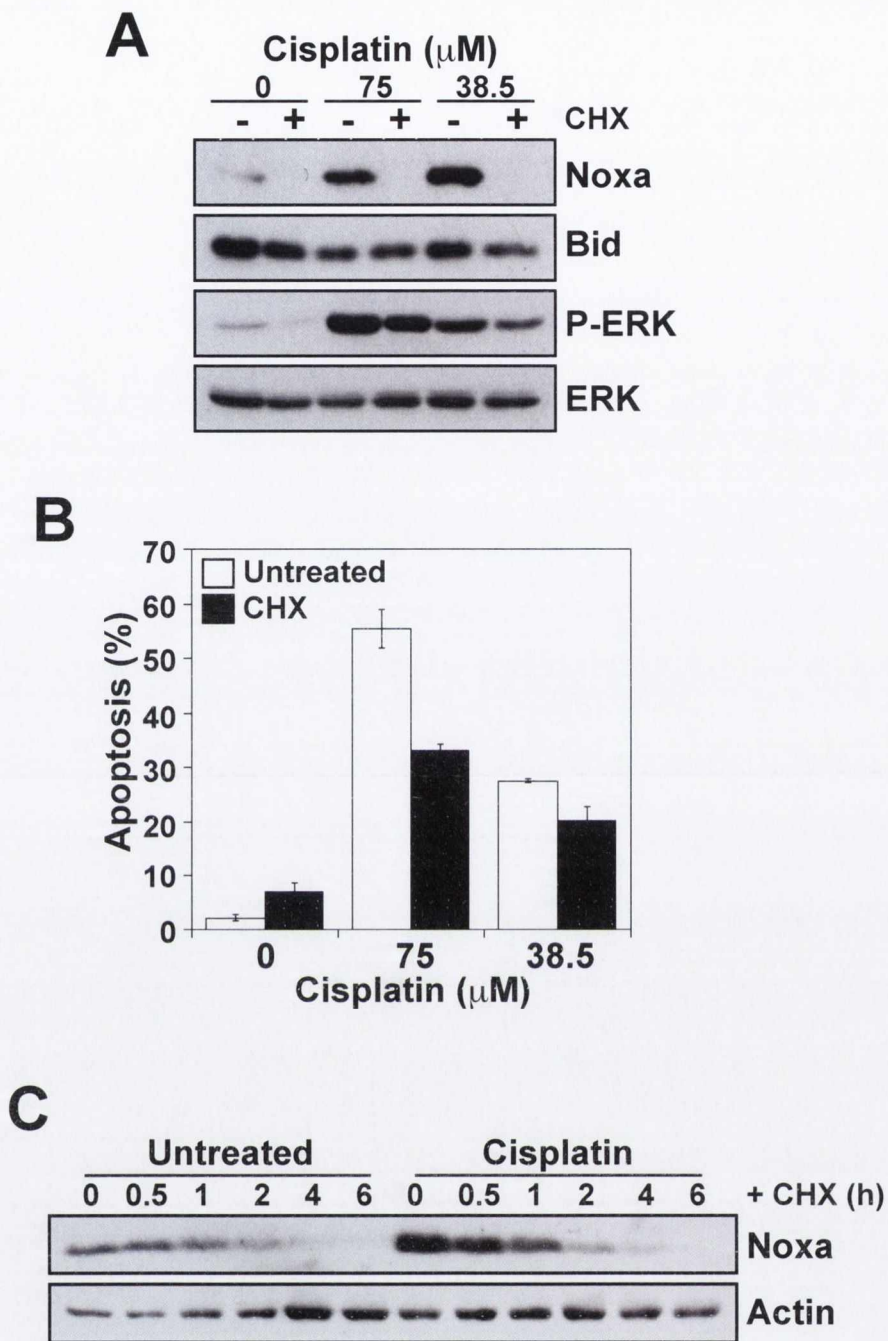 A
Cisplatin (μM)
0 75 38.5
- + - + - + CHX
Noxa
Bid
P-ERK
ERK
B
70
60
50
40
30
20
10
0
Untreated
CHX
Apoptosis (%)
0 75 38.5
Cisplatin (μM)
C
Untreated Cisplatin
0 0.5 1 2 4 6 0 0.5 1 2 4 6 + CHX (h)
Noxa
Actin